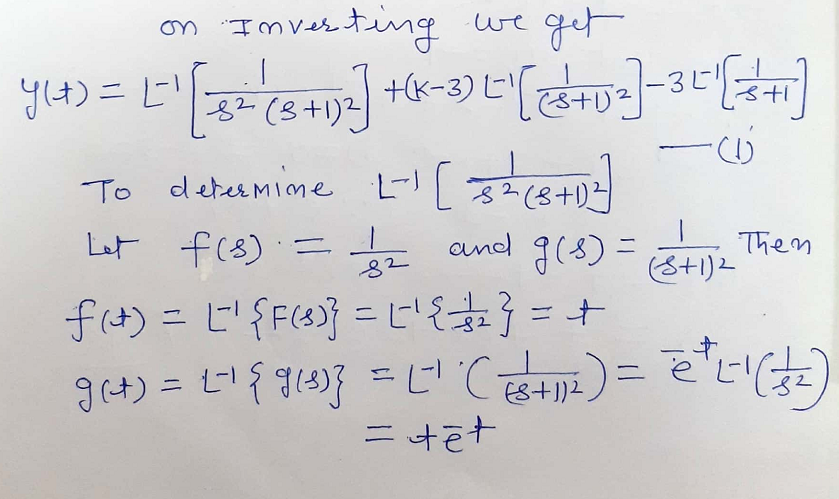 on Inverting we get
y(t) = L⁻¹[1/(s²(s+1)²)] + (K-3) L⁻¹[1/(s+1)²] - 3 L⁻¹[1/(s+1)]
—(1)
To determine L⁻¹[1/(s²(s+1)²)]
Let f(s) = 1/s² and g(s) = 1/(s+1)² Then
f(t) = L⁻¹{F(s)} = L⁻¹{1/s²} = t
g(t) = L⁻¹{g(s)} = L⁻¹(1/(s+1)²) = e⁻ᵗ L⁻¹(1/s²)
= te⁻ᵗ